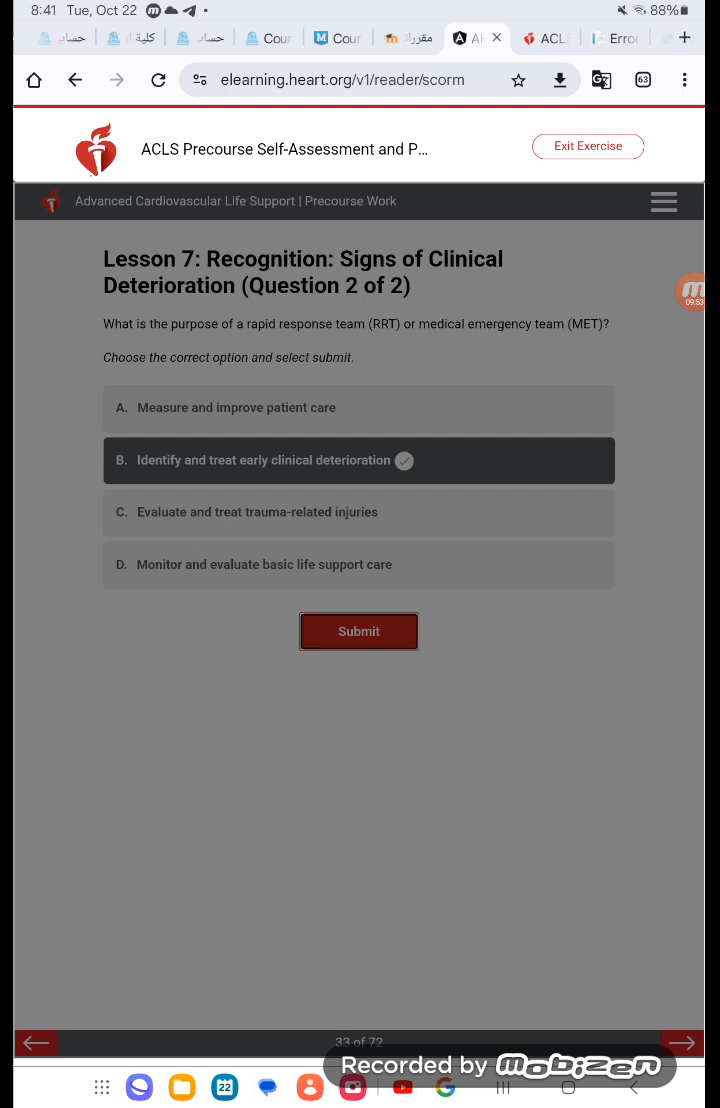 8:41 Tue, Oct 22
88%
حساب
كلية ا
حساب
Cour
M Cour
مقررا
AH
ACL
Erro
elearning.heart.org/v1/reader/scorm
63
ACLS Precourse Self-Assessment and P...
Exit Exercise
Advanced Cardiovascular Life Support | Precourse Work
Lesson 7: Recognition: Signs of Clinical
Deterioration (Question 2 of 2)
09:53
What is the purpose of a rapid response team (RRT) or medical emergency team (MET)?
Choose the correct option and select submit.
A. Measure and improve patient care
B. Identify and treat early clinical deterioration
C. Evaluate and treat trauma-related injuries
D. Monitor and evaluate basic life support care
Submit
33 of 72
Recorded by mobizen
22